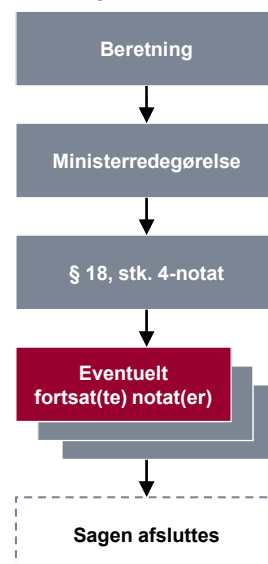 Beretning
Ministerredegørelse
§ 18, stk. 4-notat
Eventuelt
fortsat(te) notat(er)
Sagen afsluttes